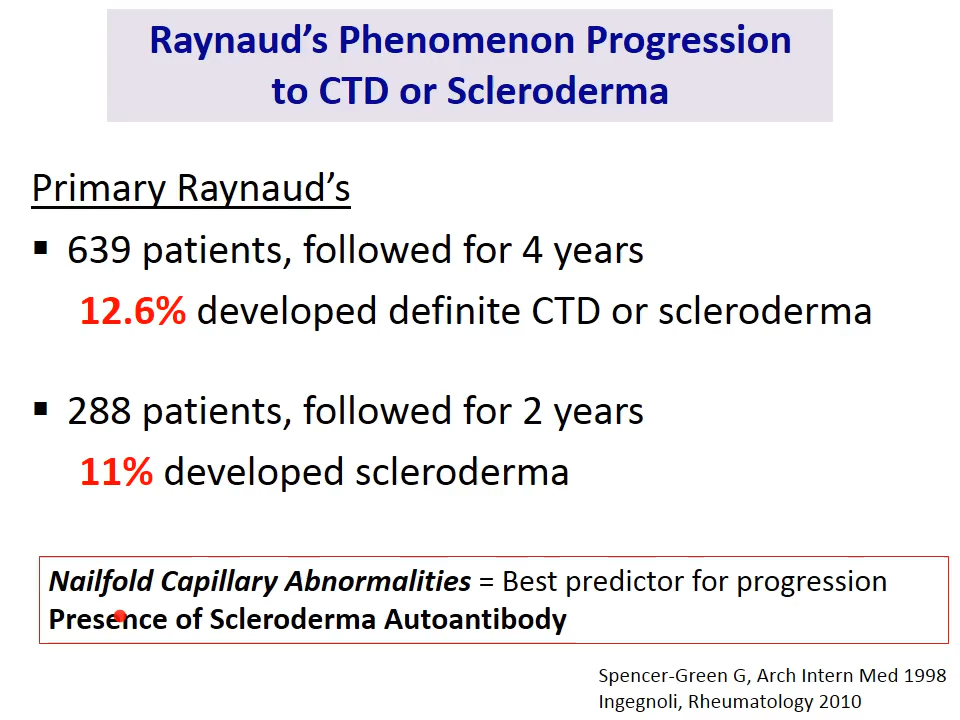 Raynaud’s Phenomenon Progression
to CTD or Scleroderma
Primary Raynaud’s
▪ 639 patients, followed for 4 years
12.6% developed definite CTD or scleroderma
▪ 288 patients, followed for 2 years
11% developed scleroderma
Nailfold Capillary Abnormalities = Best predictor for progression
Presence of Scleroderma Autoantibody
Spencer-Green G, Arch Intern Med 1998
Ingegnoli, Rheumatology 2010